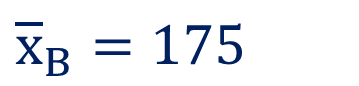 x̅_B = 175